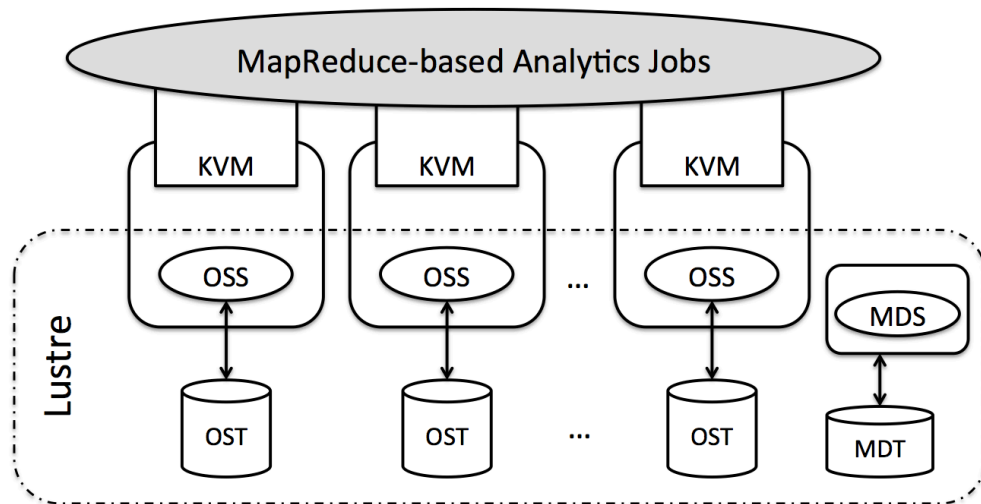 MapReduce-based Analytics Jobs
KVM
KVM
KVM
OSS
OSS
...
OSS
MDS
Lustre
OST
OST
...
OST
MDT